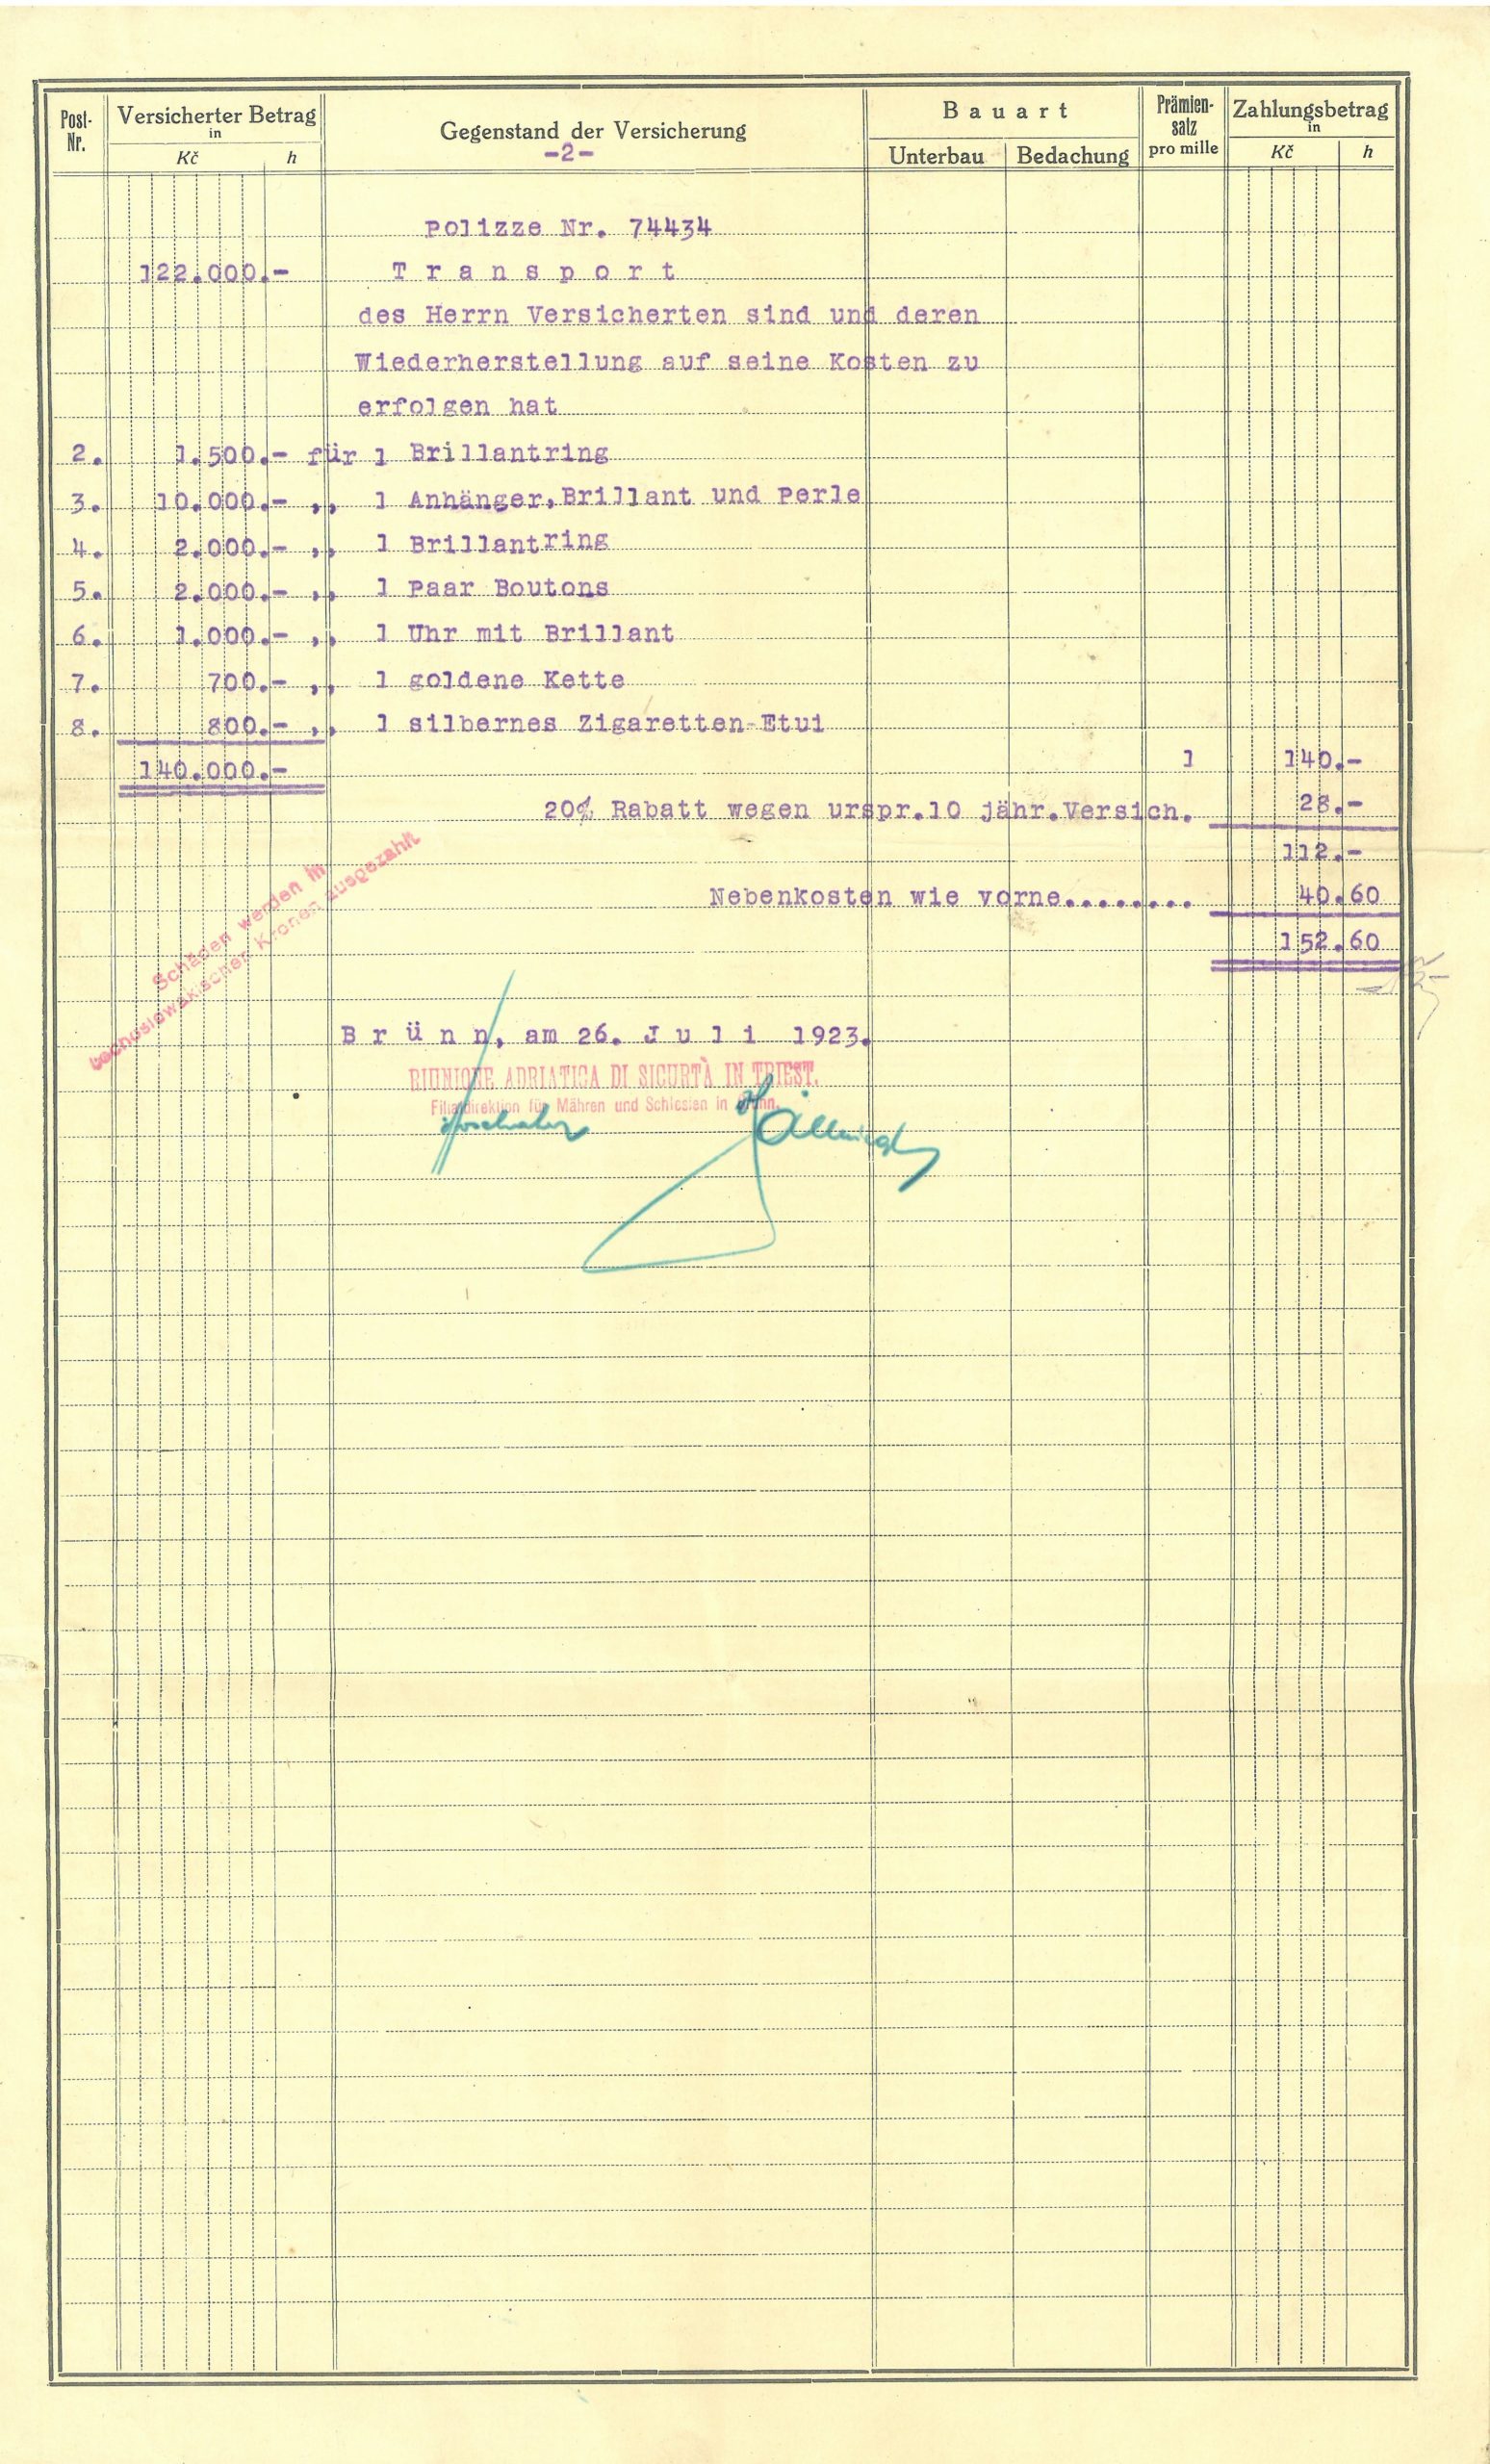 Post-Nr. Versicherter Betrag in Kč h Gegenstand der Versicherung Bauart Unterbau Bedachung Prämien-satz pro mille Zahlungsbetrag in Kč h
-2-
Polizze Nr. 74434
122.000.- T r a n s p o r t
des Herrn Versicherten sind und deren
Wiederherstellung auf seine Kosten zu
erfolgen hat
2. 1.500.- für 1 Brillantring
3. 10.000.- ,, 1 Anhänger,Brillant und Perle
4. 2.000.- ,, 1 Brillantring
5. 2.000.- ,, 1 Paar Boutons
6. 1.000.- ,, 1 Uhr mit Brillant
7. 700.- ,, 1 goldene Kette
8. 800.- ,, 1 silbernes Zigaretten-Etui
140.000.- 1 140.-
20% Rabatt wegen urspr.10 jähr.Versich. 28.-
112.-
Nebenkosten wie vorne........ 40.60
152.60
Schäden werden in
tschechoslowakischen Kronen ausgezahlt
B r ü n n, am 26. J u l i 1923.
RIUNIONE ADRIATICA DI SICURTÀ IN TRIEST.
Filialdirektion für Mähren und Schlesien in Brünn.